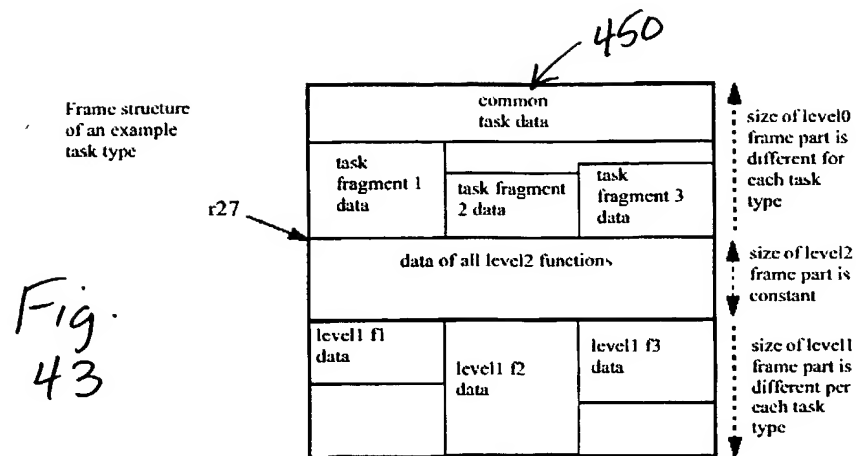 450
Frame structure
of an example
task type
common
task data
size of level0
frame part is
different for
each task
type
task
fragment 1
data
task fragment
2 data
task
fragment 3
data
r27
data of all level2 functions
size of level2
frame part is
constant
Fig.
43
level1 f1
data
level1 f2
data
level1 f3
data
size of level1
frame part is
different per
each task
type